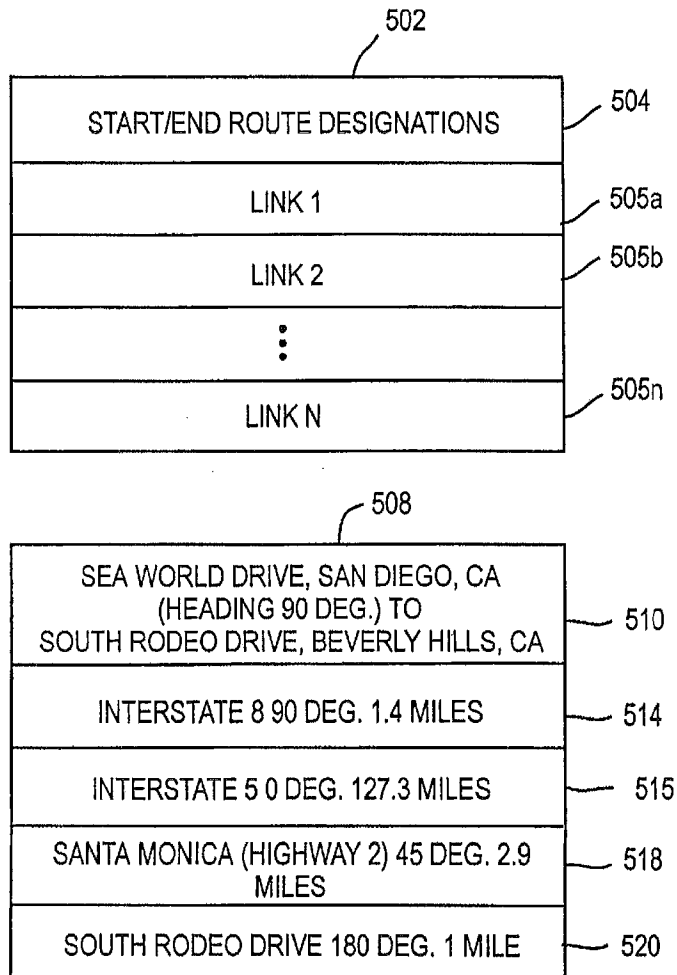 502
START/END ROUTE DESIGNATIONS
504
LINK 1
505a
LINK 2
505b
LINK N
505n
508
SEA WORLD DRIVE, SAN DIEGO, CA
(HEADING 90 DEG.) TO
SOUTH RODEO DRIVE, BEVERLY HILLS, CA
510
INTERSTATE 8 90 DEG. 1.4 MILES
514
INTERSTATE 5 0 DEG. 127.3 MILES
515
SANTA MONICA (HIGHWAY 2) 45 DEG. 2.9
MILES
518
SOUTH RODEO DRIVE 180 DEG. 1 MILE
520